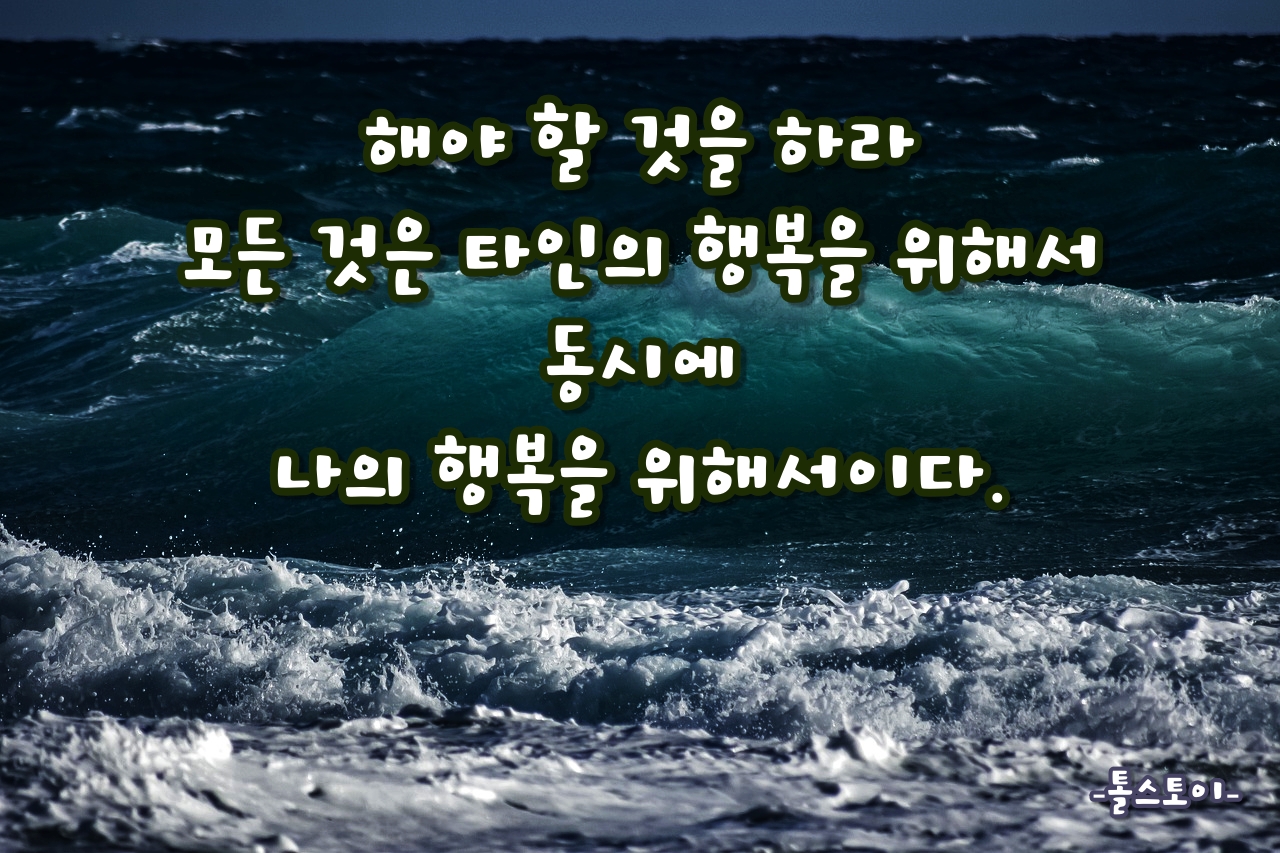 해야 할 것을 하라
모든 것은 타인의 행복을 위해서
동시에
나의 행복을 위해서이다.
-톨스토이-